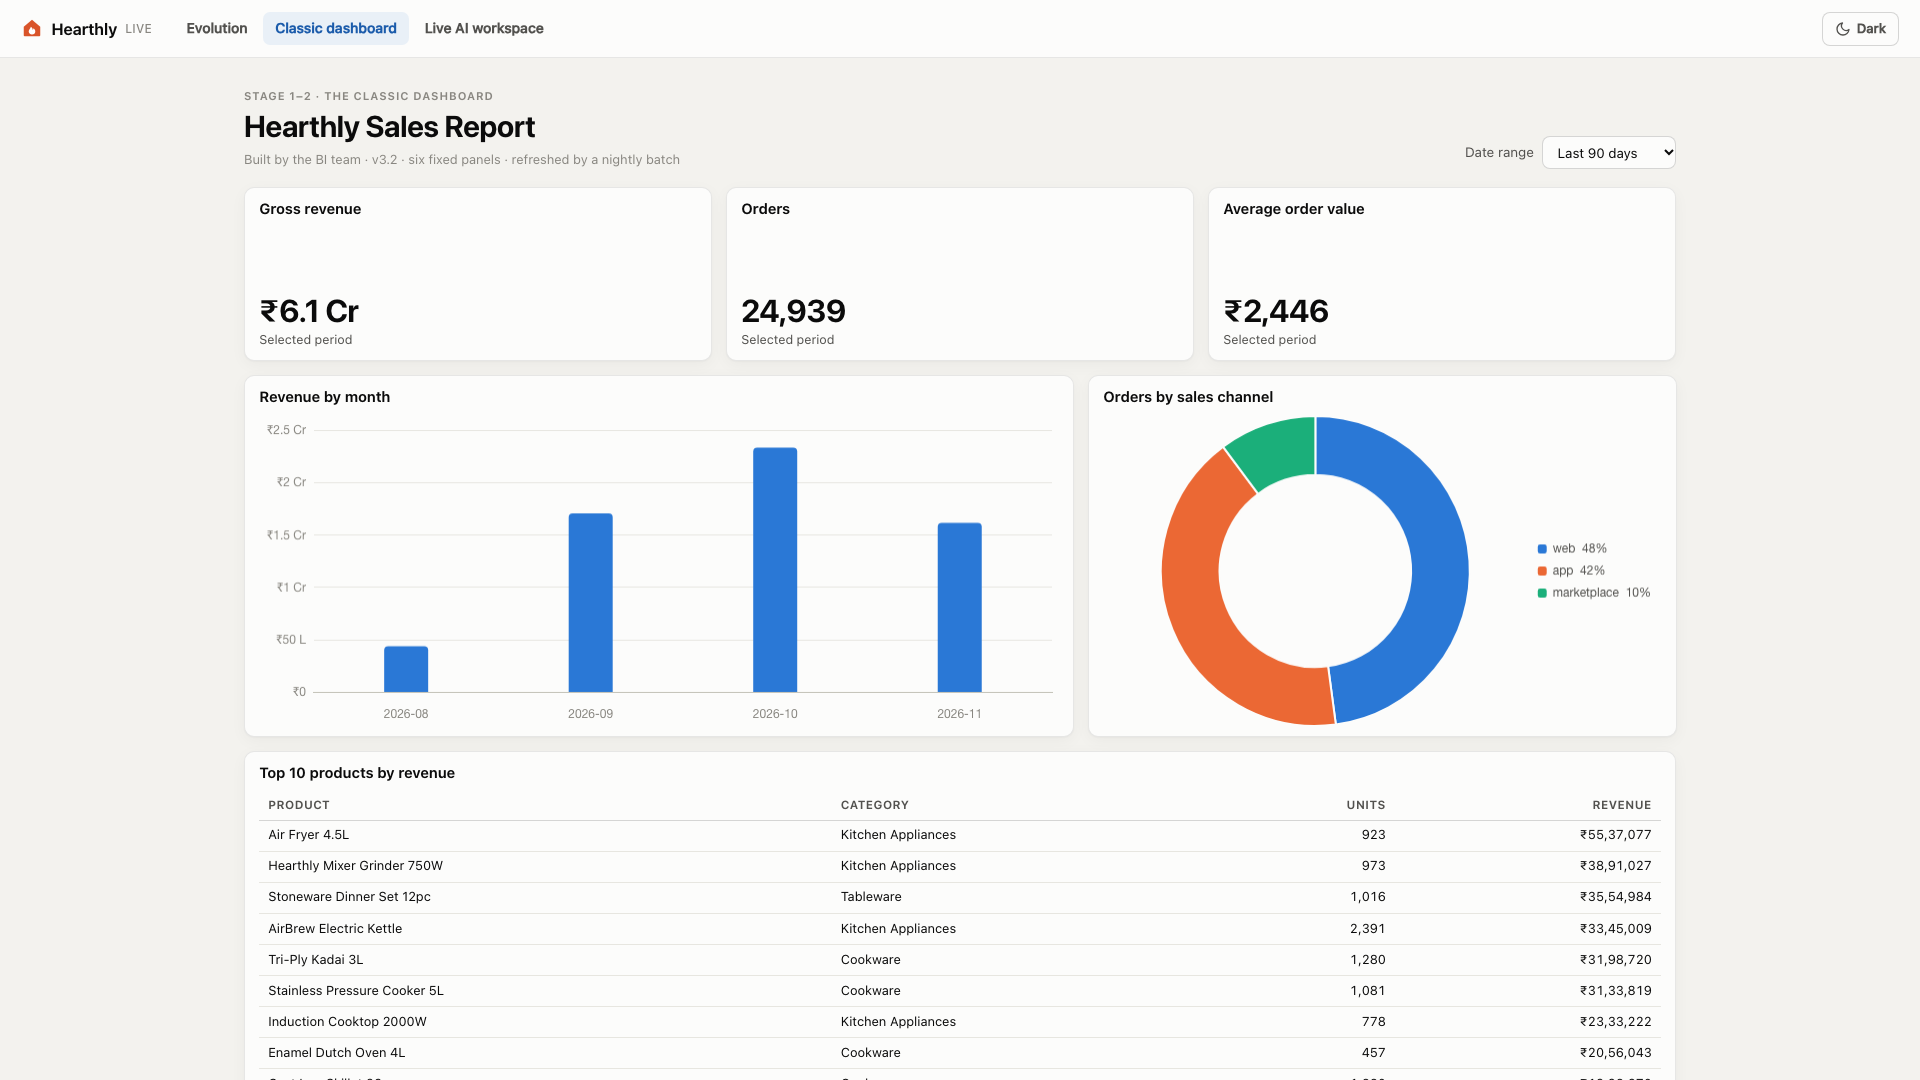 Hearthly LIVE Evolution Classic dashboard Live AI workspace Dark
STAGE 1–2 · THE CLASSIC DASHBOARD
Hearthly Sales Report
Built by the BI team · v3.2 · six fixed panels · refreshed by a nightly batch
Date range Last 90 days
Gross revenue
₹6.1 Cr
Selected period
Orders
24,939
Selected period
Average order value
₹2,446
Selected period
Revenue by month
₹2.5 Cr
₹2 Cr
₹1.5 Cr
₹1 Cr
₹50 L
₹0
2026-08 2026-09 2026-10 2026-11
Orders by sales channel
web 48%
app 42%
marketplace 10%
Top 10 products by revenue
PRODUCT CATEGORY UNITS REVENUE
Air Fryer 4.5L Kitchen Appliances 923 ₹55,37,077
Hearthly Mixer Grinder 750W Kitchen Appliances 973 ₹38,91,027
Stoneware Dinner Set 12pc Tableware 1,016 ₹35,54,984
AirBrew Electric Kettle Kitchen Appliances 2,391 ₹33,45,009
Tri-Ply Kadai 3L Cookware 1,280 ₹31,98,720
Stainless Pressure Cooker 5L Cookware 1,081 ₹31,33,819
Induction Cooktop 2000W Kitchen Appliances 778 ₹23,33,222
Enamel Dutch Oven 4L Cookware 457 ₹20,56,043